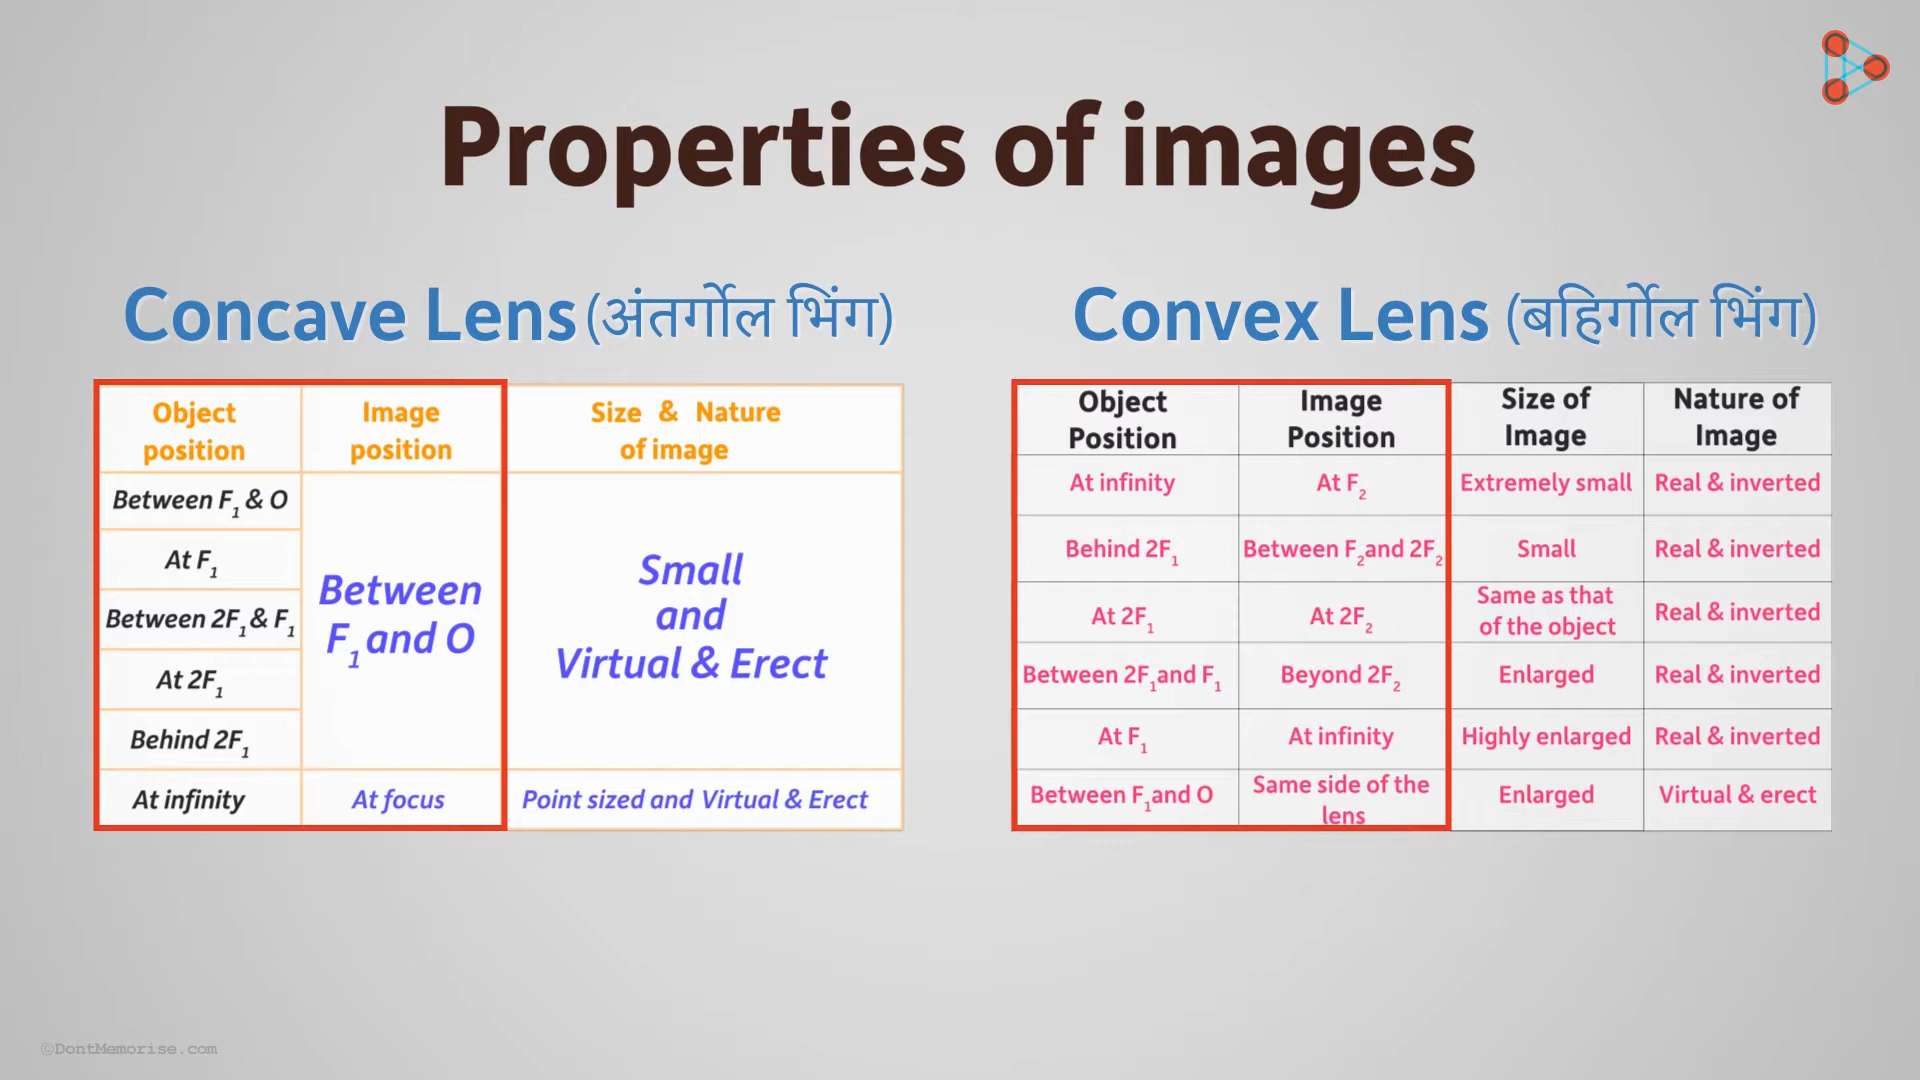 Properties of images
Concave Lens (अंतर्गोल भिंग)
Object position
Image position
Size & Nature of image
Between F₁ & O
At F₁
Between 2F₁ & F₁
At 2F₁
Behind 2F₁
Between F₁ and O
Small and Virtual & Erect
At infinity
At focus
Point sized and Virtual & Erect
Convex Lens (बहिर्गोल भिंग)
Object Position
Image Position
Size of Image
Nature of Image
At infinity
At F₂
Extremely small
Real & inverted
Behind 2F₁
Between F₂ and 2F₂
Small
Real & inverted
At 2F₁
At 2F₂
Same as that of the object
Real & inverted
Between 2F₁ and F₁
Beyond 2F₂
Enlarged
Real & inverted
At F₁
At infinity
Highly enlarged
Real & inverted
Between F₁ and O
Same side of the lens
Enlarged
Virtual & erect
©DontMemorise.com